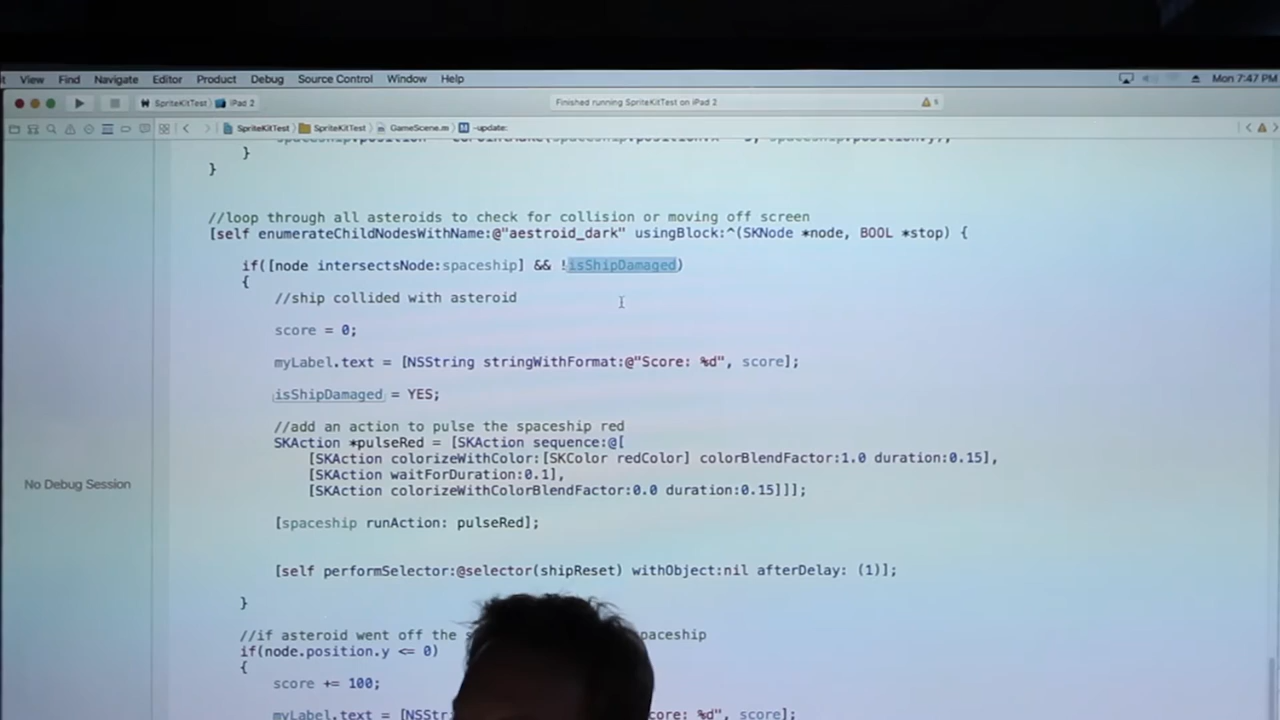 View Find Navigate Editor Product Debug Source Control Window Help Mon 7:47 PM
SpriteKitTest iPad 2 Finished running SpriteKitTest on iPad 2
SpriteKitTest SpriteKitTest GameScene.m M -update:
}
}
//loop through all asteroids to check for collision or moving off screen
[self enumerateChildNodesWithName:@"aestroid_dark" usingBlock:^(SKNode *node, BOOL *stop) {
if([node intersectsNode:spaceship] && !isShipDamaged)
{
//ship collided with asteroid
score = 0;
myLabel.text = [NSString stringWithFormat:@"Score: %d", score];
isShipDamaged = YES;
//add an action to pulse the spaceship red
SKAction *pulseRed = [SKAction sequence:@[
[SKAction colorizeWithColor:[SKColor redColor] colorBlendFactor:1.0 duration:0.15],
[SKAction waitForDuration:0.1],
[SKAction colorizeWithColorBlendFactor:0.0 duration:0.15]]];
No Debug Session
[spaceship runAction: pulseRed];
[self performSelector:@selector(shipReset) withObject:nil afterDelay: (1)];
}
//if asteroid went off the
if(node.position.y <= 0)
{
score += 100;
myLabel.text = %d", score];